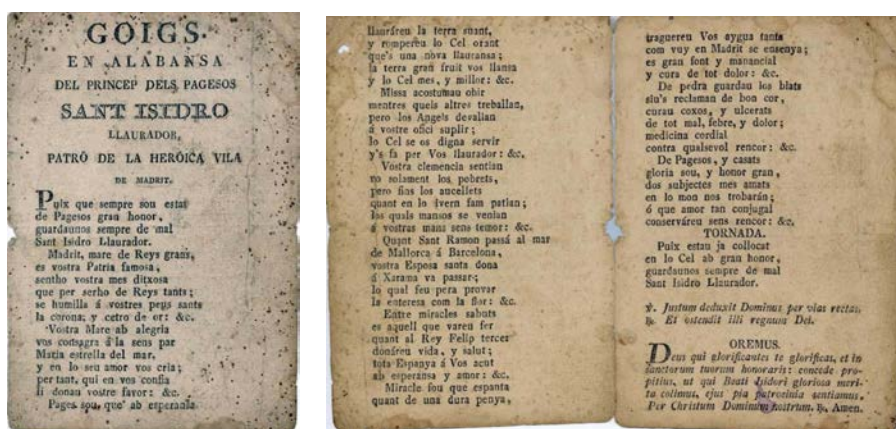 GOIGS
EN ALABANSA
DEL PRINCEP DELS PAGESOS
SANT ISIDRO
LLAURADOR,
PATRÓ DE LA HERÓICA VILA
DE MADRIT.
Puix que sempre sou estat
de Pagesos gran honor,
guardaunos sempre de mal
Sant Isidro Llaurador.
Madrit, mare de Reys grans,
es vostra Patria famosa,
sentho vostra mes ditxosa
que per serho de Reys tants;
se humilla á vostres peus sants
la corona, y cetro de or: &c.
Vostra Mare ab alegria
vos consagra á la sens par
Matia estrella del mar,
y en lo seu amor vos cria;
per tant, qui en vos confia
li donau vostre favor: &c.
Pages sou, que ab esperansa
llauráreu la terra suant,
y rompereu lo Cel orant
que's una nova llauransa;
la terra gran fruit vos llansa
y lo Cel mes, y millor: &c.
Missa acostumau ohir
mentres quels altres treballan,
pero los Angels devallan
á vostre ofici suplir;
lo Cel se os digna servir
y's fa per Vos llaurador: &c.
Vostra clemencia sentian
no solament los pobrets,
pero fins los aucellets
quant en lo ivern fam patian;
los quals mansos se venian
á vostras mans sens temor: &c.
Quant Sant Ramon passá al mar
de Mallorca á Barcelona,
vostra Esposa santa dona
á Xarama va passar;
lo qual feu pera provar
la enteresa com la flor: &c.
Entre miracles sabuts
es aquell que vareu fer
quant al Rey Felip tercer
donáreu vida, y salut;
tota Espanya á Vos acut
ab esperansa y amor: &c.
Miracle fou que espanta
quant de una dura penya,
traguereu Vos aygua tanta
com vuy en Madrit se ensenya;
es gran font y manancial
y cura de tot dolor: &c.
De pedra guardau los blats
siu's reclaman de bon cor,
curau coxos, y ulcerats
de tot mal, febre, y dolor;
medicina cordial
contra qualsevol rencor: &c.
De Pagesos, y casats
gloria sou, y honor gran,
dos subjectes mes amats
en lo mon nos trobarán;
ó que amor tan conjugal
conserváreu sens rencor: &c.
TORNADA.
Puix estau ja collocat
en lo Cel ab gran honor,
guardaunos sempre de mal
Sant Isidro Llaurador.
℣. Justum deduxit Dominus per vias rectas.
℟. Et ostendit illi regnum Dei.
OREMUS.
Deus qui glorificantes te glorificas, et in
sanctorum tuorum honoraris: concede pro-
pitius, ut qui Beati Isidori gloriosa meri-
ta colimus, ejus pia patrocinia sentiamus.
Per Christum Dominum nostrum. ℟. Amen.